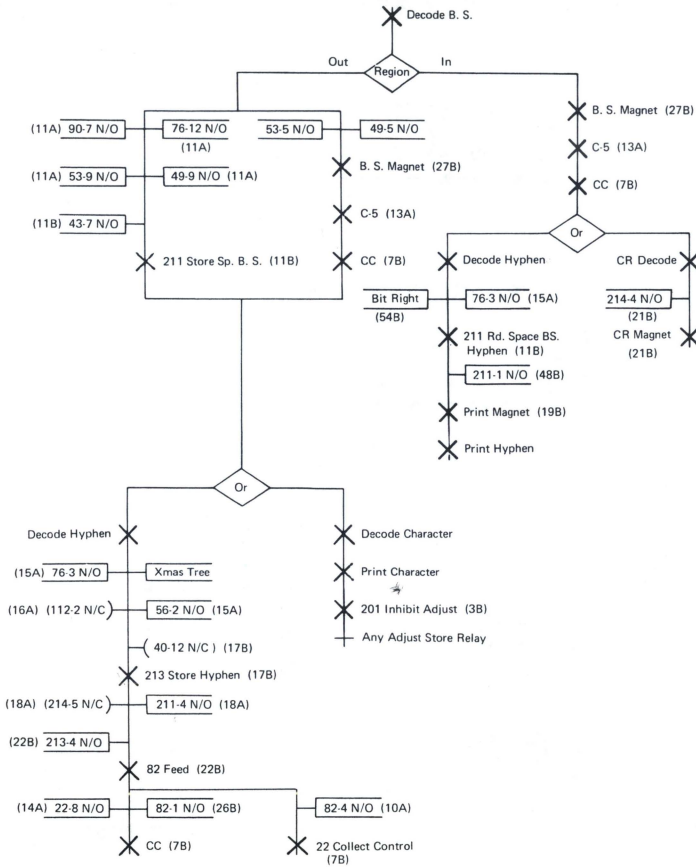 Decode B. S.
Out
Region
In
(11A) 90-7 N/O
76-12 N/O
(11A)
53-5 N/O
49-5 N/O
B. S. Magnet (27B)
(11A) 53-9 N/O
49-9 N/O (11A)
B. S. Magnet (27B)
C-5 (13A)
CC (7B)
(11B) 43-7 N/O
C-5 (13A)
Or
211 Store Sp. B. S. (11B)
CC (7B)
Decode Hyphen
CR Decode
Bit Right
(54B)
76-3 N/O (15A)
214-4 N/O
(21B)
211 Rd. Space BS.
Hyphen (11B)
CR Magnet
(21B)
211-1 N/O (48B)
Print Magnet (19B)
Print Hyphen
Or
Decode Hyphen
Decode Character
(15A) 76-3 N/O
Xmas Tree
Print Character
(16A) (112-2 N/C)
56-2 N/O (15A)
201 Inhibit Adjust (3B)
Any Adjust Store Relay
(40-12 N/C) (17B)
213 Store Hyphen (17B)
(18A) (214-5 N/C)
211-4 N/O (18A)
(22B) 213-4 N/O
82 Feed (22B)
(14A) 22-8 N/O
82-1 N/O (26B)
82-4 N/O (10A)
CC (7B)
22 Collect Control
(7B)